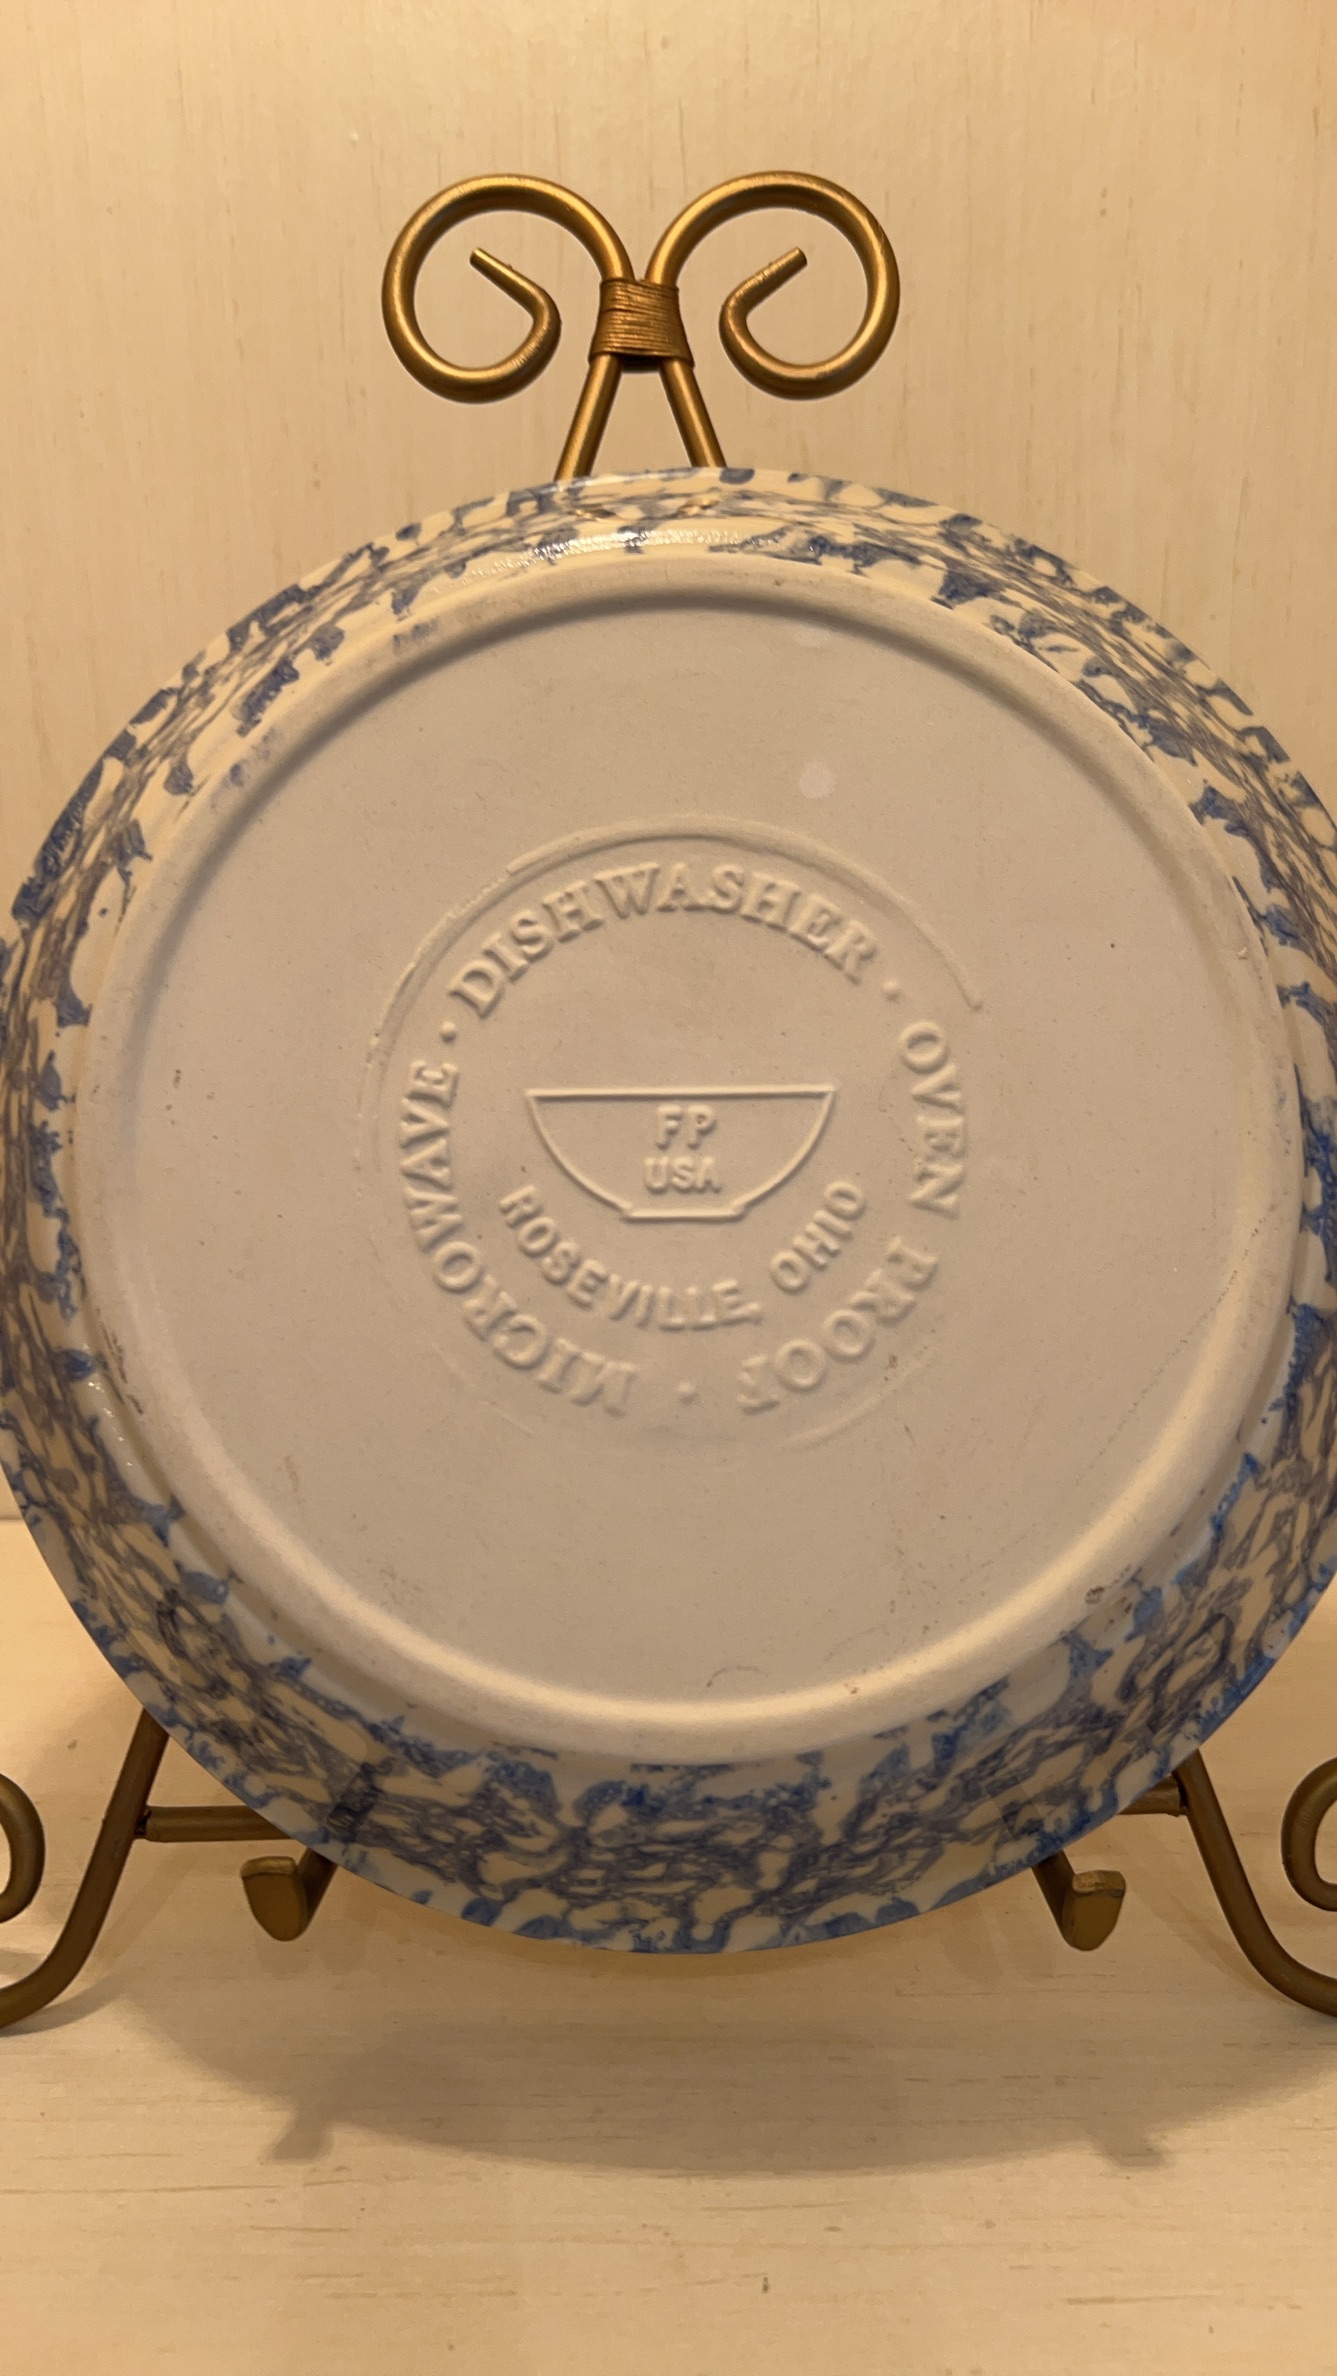 · DISHWASHER · OVEN PROOF · MICROWAVE
FP
USA
ROSEVILLE, OHIO